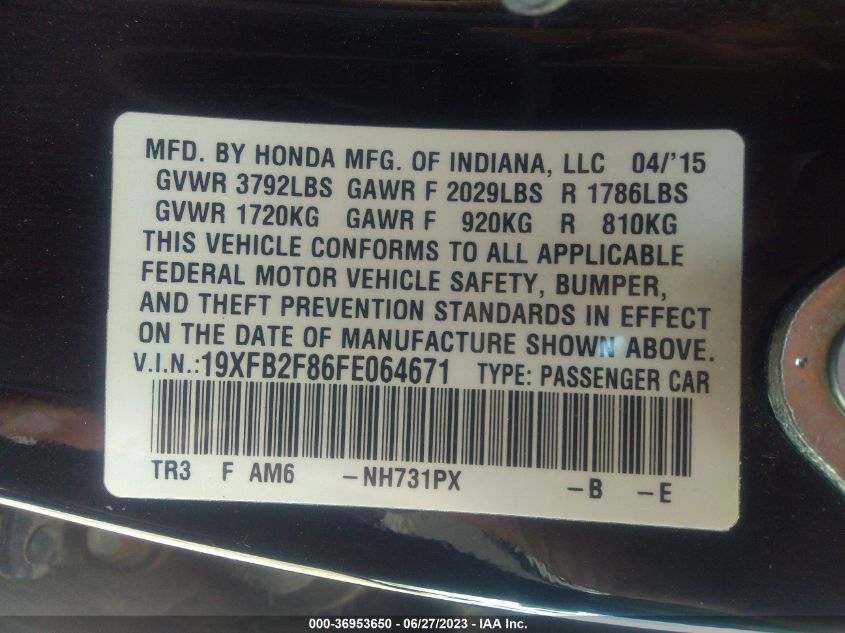 MFD. BY HONDA MFG. OF INDIANA, LLC 04/'15
GVWR 3792LBS GAWR F 2029LBS R 1786LBS
GVWR 1720KG GAWR F 920KG R 810KG
THIS VEHICLE CONFORMS TO ALL APPLICABLE
FEDERAL MOTOR VEHICLE SAFETY, BUMPER,
AND THEFT PREVENTION STANDARDS IN EFFECT
ON THE DATE OF MANUFACTURE SHOWN ABOVE.
V.I.N.:19XFB2F86FE064671 TYPE: PASSENGER CAR
TR3 F AM6 -NH731PX -B -E
000-36953650 / 06/27/2023 / IAA Inc.